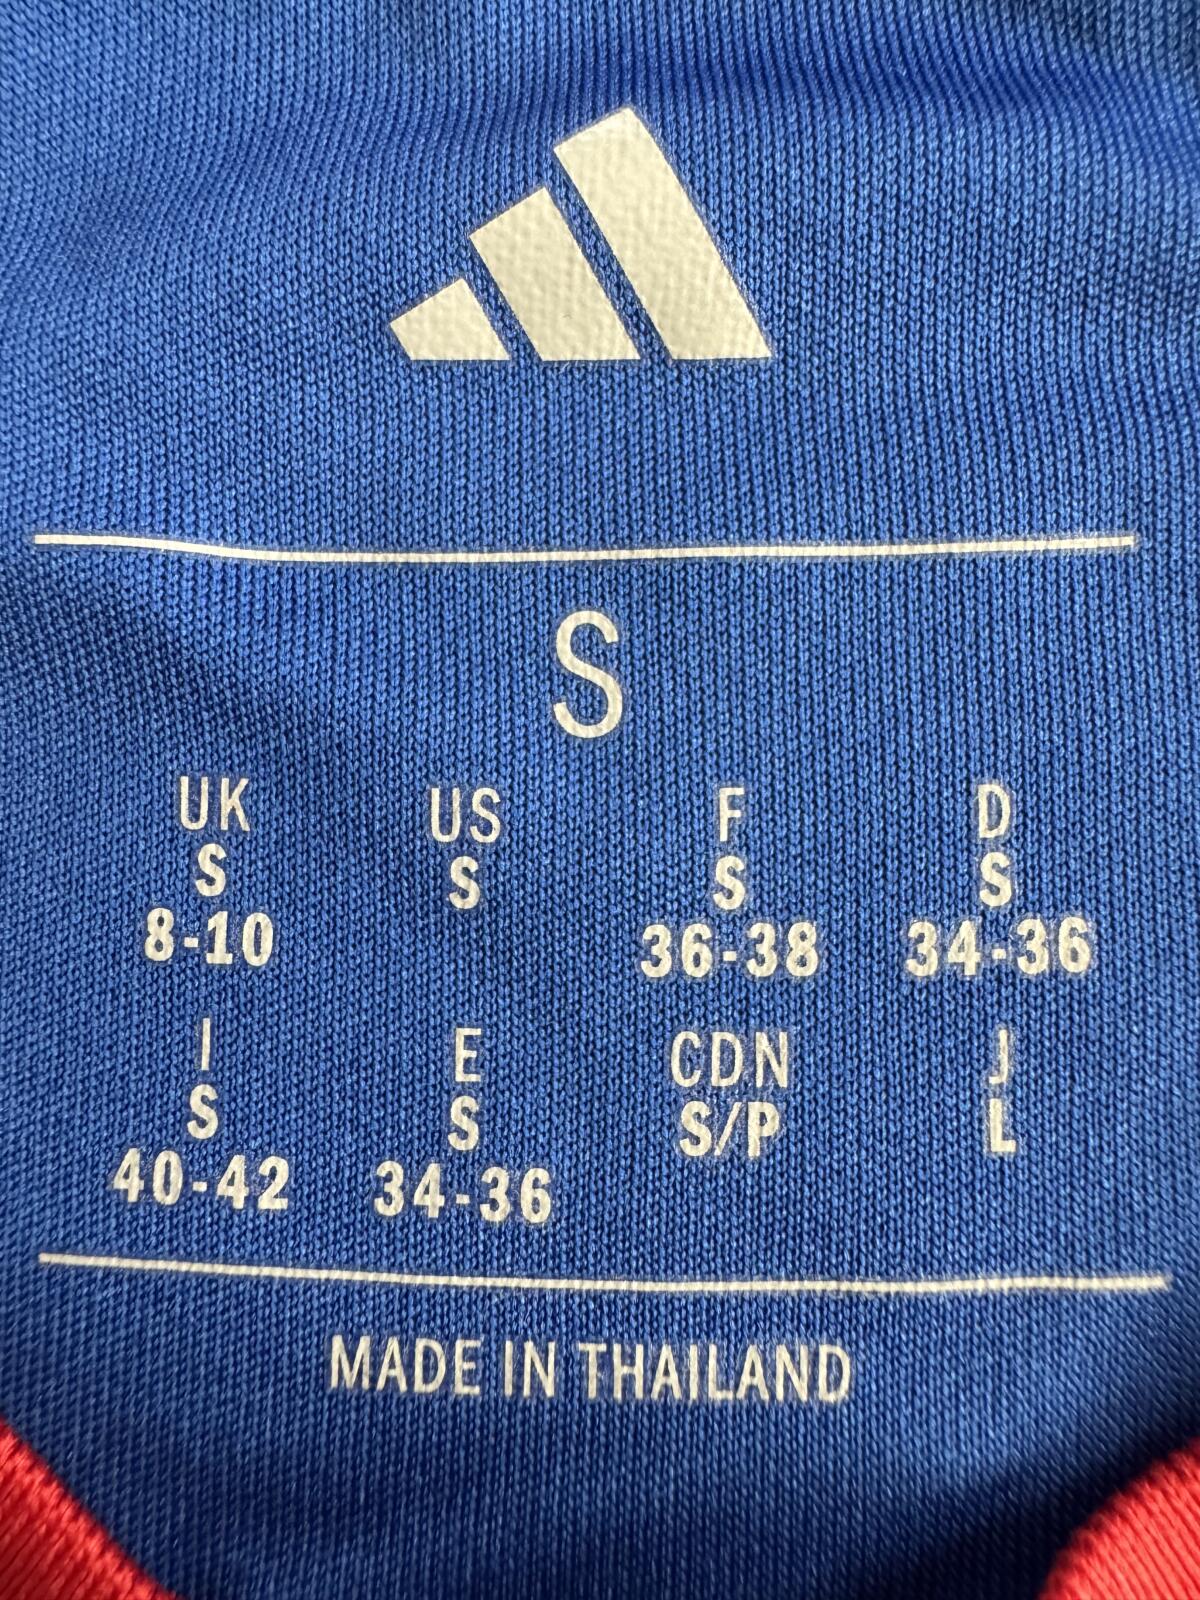 S
UK US F D
S S S S
8-10 36-38 34-36
I E CDN J
S S S/P L
40-42 34-36
MADE IN THAILAND